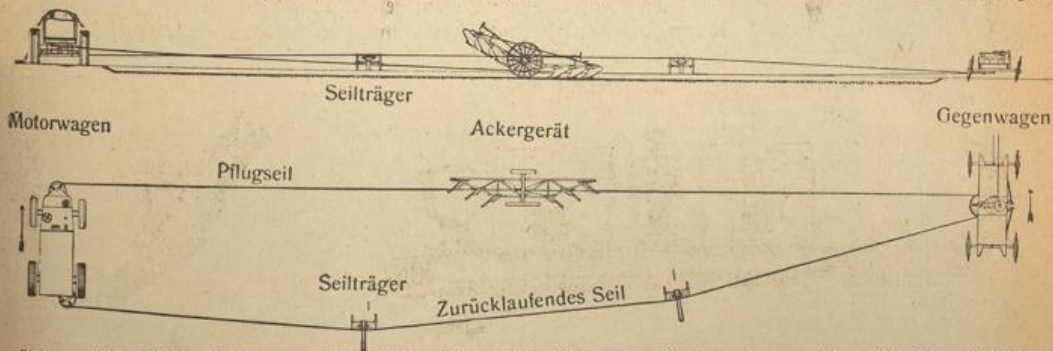 Seilträger
Motorwagen
Ackergerät
Gegenwagen
Pflugseil
Seilträger
Zurücklaufendes Seil